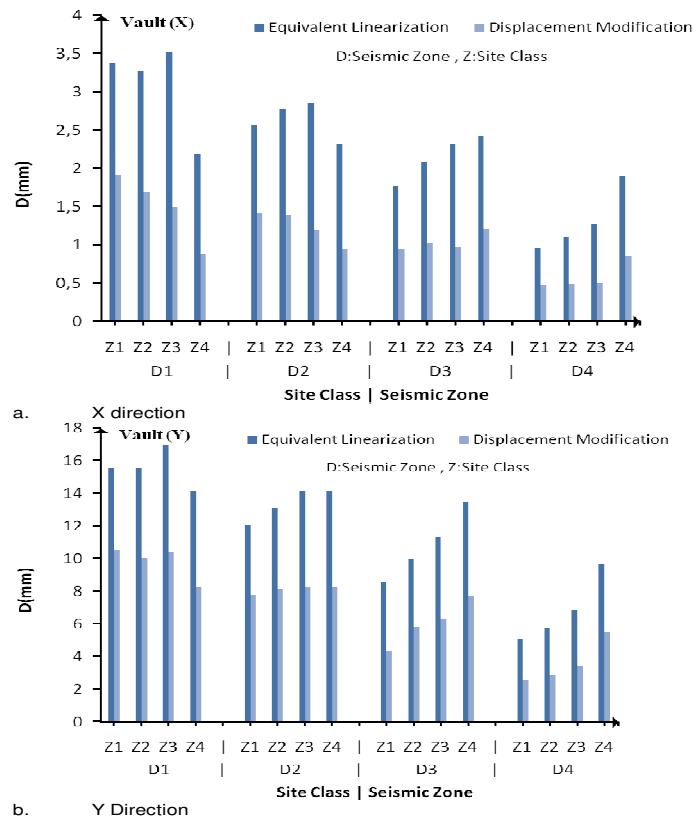 Vault (X)
Equivalent Linearization Displacement Modification
D:Seismic Zone , Z:Site Class
D(mm)
4
3,5
3
2,5
2
1,5
1
0,5
0
Z1 Z2 Z3 Z4 | Z1 Z2 Z3 Z4 | Z1 Z2 Z3 Z4 | Z1 Z2 Z3 Z4
D1 | D2 | D3 | D4
Site Class | Seismic Zone
a. X direction
Vault (Y)
Equivalent Linearization Displacement Modification
D:Seismic Zone , Z:Site Class
D(mm)
18
16
14
12
10
8
6
4
2
0
Z1 Z2 Z3 Z4 | Z1 Z2 Z3 Z4 | Z1 Z2 Z3 Z4 | Z1 Z2 Z3 Z4
D1 | D2 | D3 | D4
Site Class | Seismic Zone
b. Y Direction